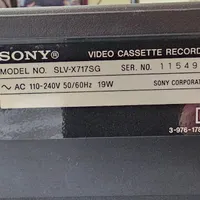 SONY®
VIDEO CASSETTE RECORD
MODEL NO. SLV-X717SG SER. NO. 11549
~ AC 110-240V 50/60Hz 19W SONY CORPORAT
3-976-178